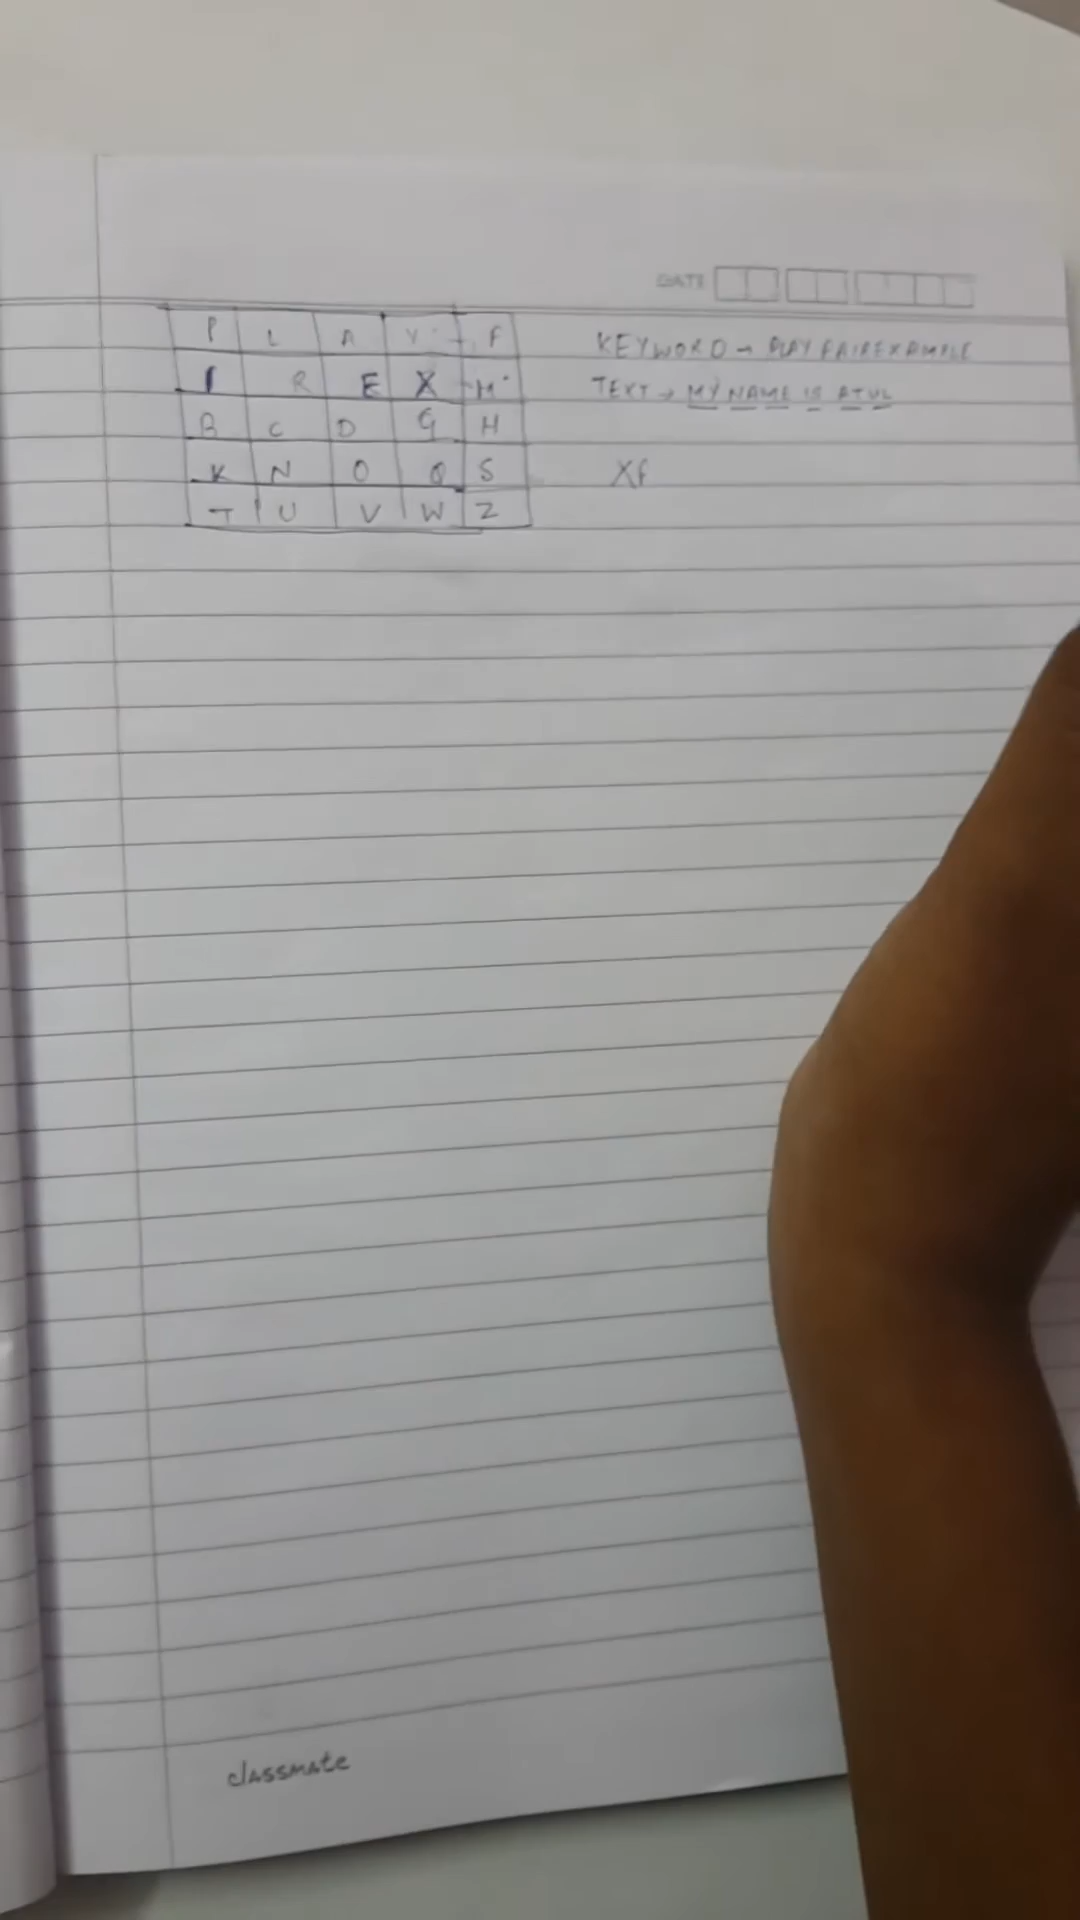 DATE
P L A Y F
I R E X M
B C D G H
K N O Q S
T U V W Z
KEYWORD → PLAYFAIREXAMPLE
TEXT → MY NAME IS ATUL
Xf
classmate